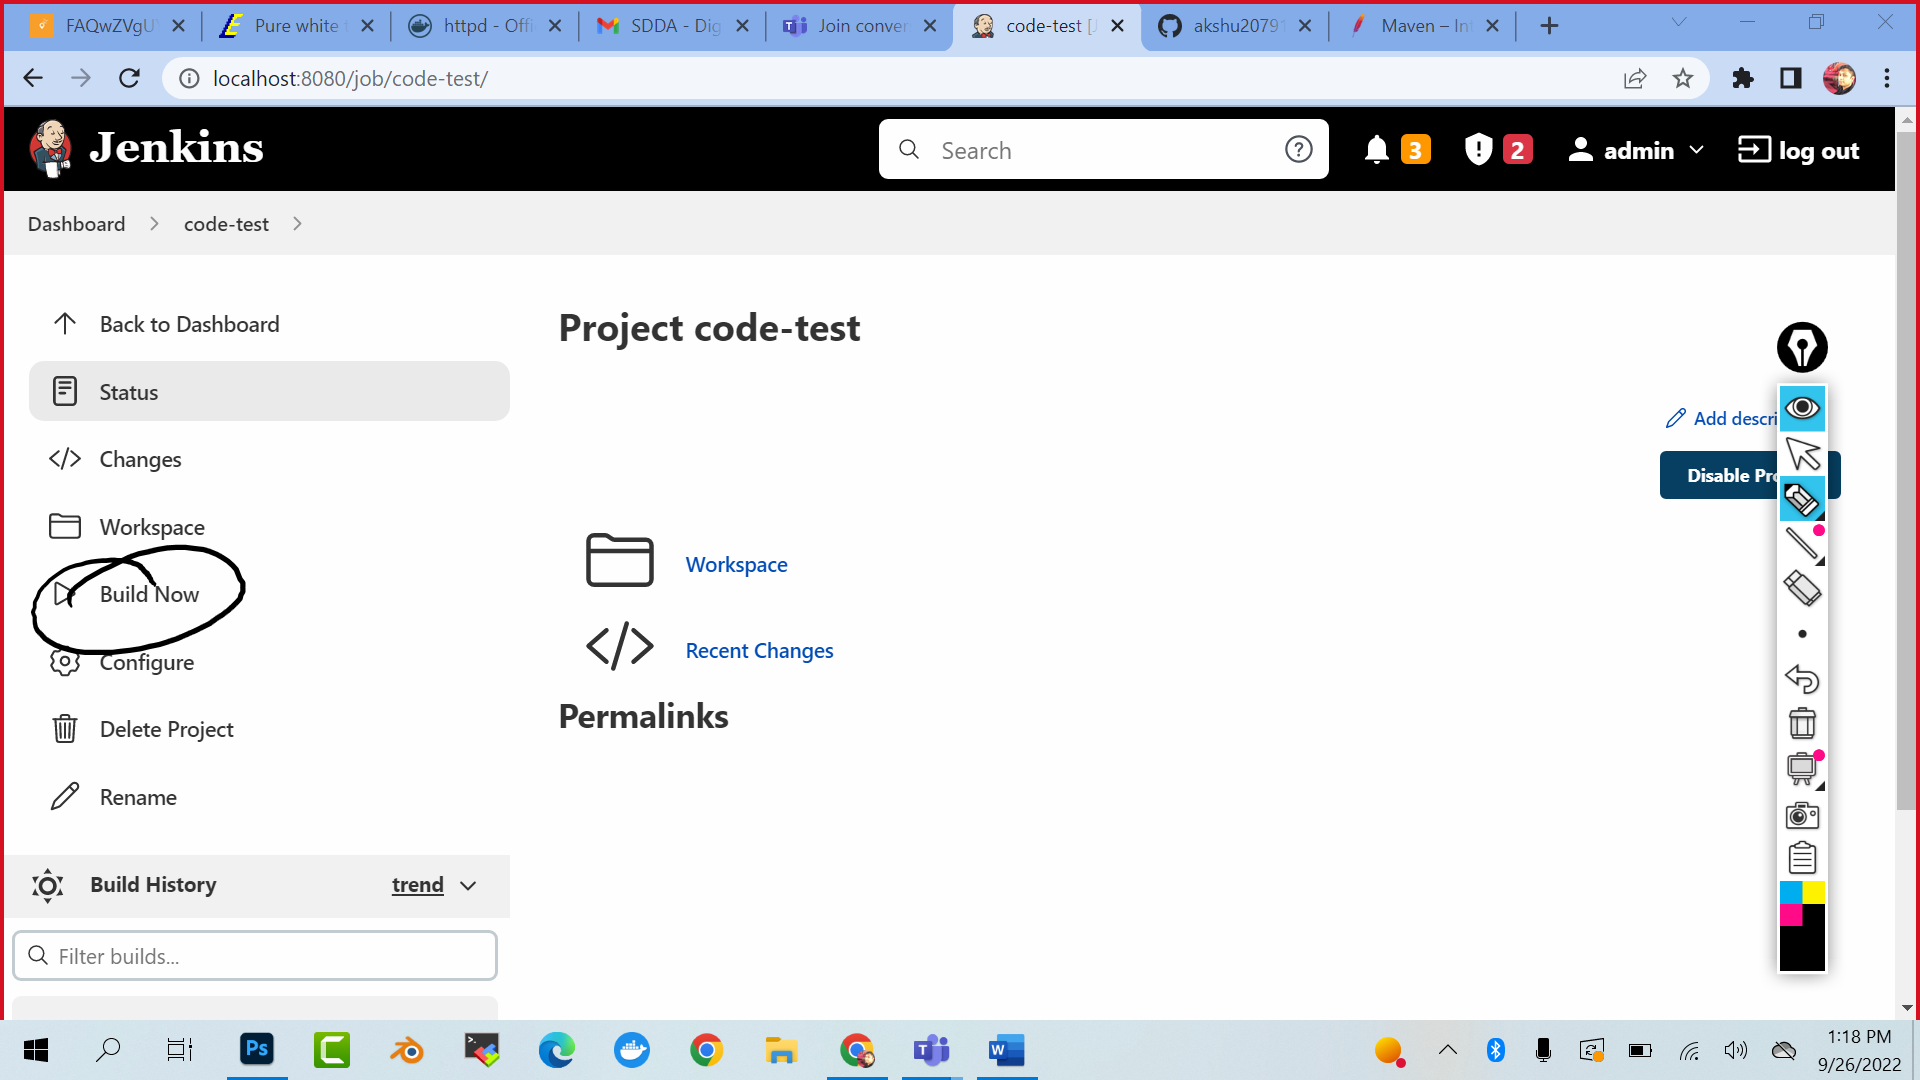 FAQwZVgU
Pure white
httpd - Offi
SDDA - Dig
Join conver
code-test [J
akshu2079
Maven – Int
localhost:8080/job/code-test/
Jenkins
Search
3
2
admin
log out
Dashboard
code-test
Back to Dashboard
Status
Changes
Workspace
Build Now
Configure
Delete Project
Rename
Build History
trend
Filter builds...
Project code-test
Add descri
Disable Pro
Workspace
Recent Changes
Permalinks
1:18 PM
9/26/2022